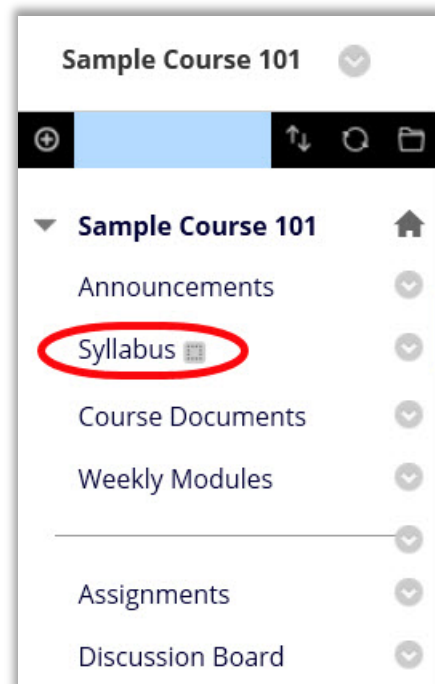 Sample Course 101
Sample Course 101
Announcements
Syllabus
Course Documents
Weekly Modules
Assignments
Discussion Board